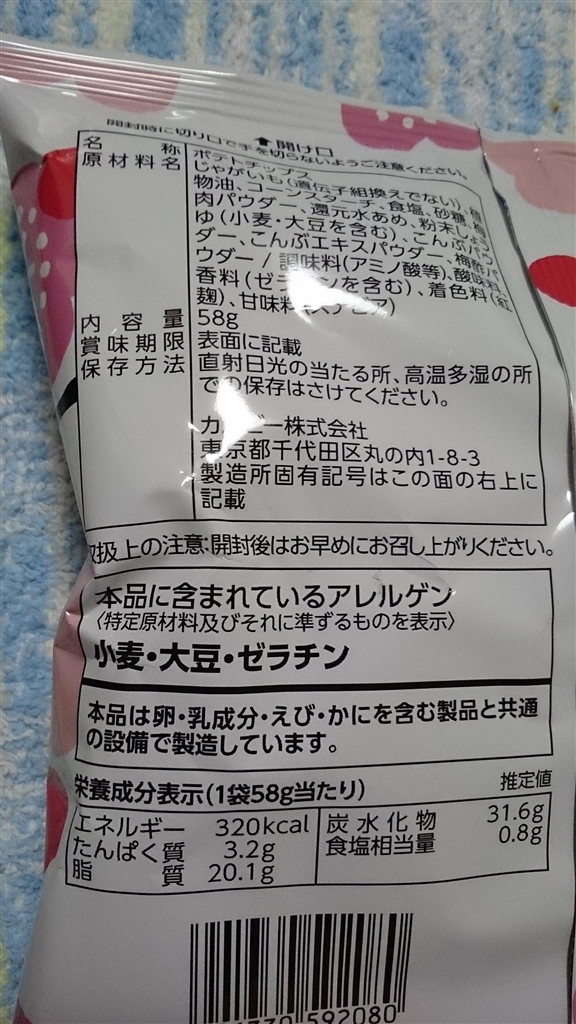 開封時に切り口で手を切らないようご注意ください。
⬆開け口
名称 ポテトチップス
原材料名 じゃがいも(遺伝子組換えでない)、植
物油、コーンスターチ、食塩、砂糖、梅
肉パウダー、還元水あめ、粉末しょう
ゆ(小麦・大豆を含む)、こんぶパウ
ダー、こんぶエキスパウダー、梅酢パ
ウダー/調味料(アミノ酸等)、酸味料、
香料(ゼラチンを含む)、着色料(紅
麹)、甘味料(ステビア)
内容量 58g
賞味期限 表面に記載
保存方法 直射日光の当たる所、高温多湿の所
での保存はさけてください。
カルビー株式会社
東京都千代田区丸の内1-8-3
製造所固有記号はこの面の右上に
記載
取扱上の注意:開封後はお早めにお召し上がりください。
本品に含まれているアレルゲン
〈特定原材料及びそれに準ずるものを表示〉
小麦・大豆・ゼラチン
本品は卵・乳成分・えび・かにを含む製品と共通
の設備で製造しています。
栄養成分表示(1袋58g当たり) 推定値
エネルギー 320kcal 炭水化物 31.6g
たんぱく質 3.2g 食塩相当量 0.8g
脂質 20.1g
592080